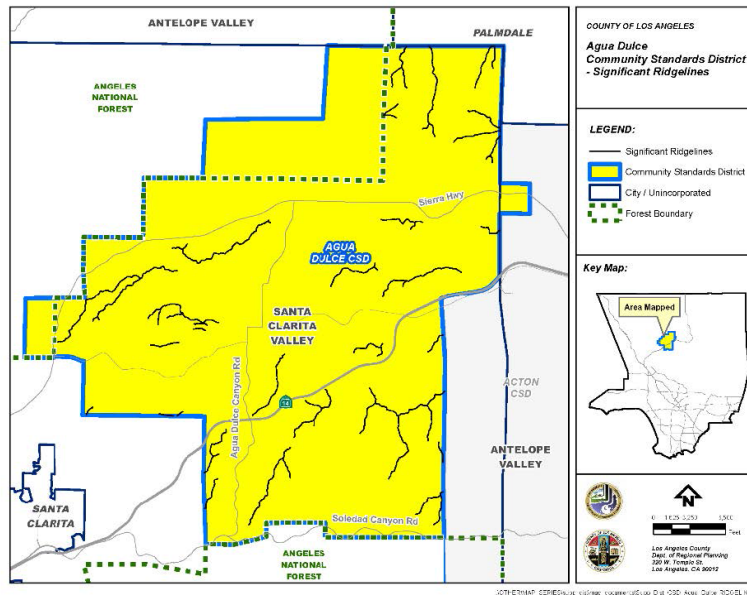 ANTELOPE VALLEY
PALMDALE
ANGELES
NATIONAL
FOREST
Sierra Hwy
AGUA
DULCE CSD
SANTA
CLARITA
VALLEY
Agua Dulce Canyon Rd
ACTON
CSD
ANTELOPE
VALLEY
SANTA
CLARITA
Soledad Canyon Rd
ANGELES
NATIONAL
FOREST
COUNTY OF LOS ANGELES
Agua Dulce
Community Standards District
- Significant Ridgelines
LEGEND:
Significant Ridgelines
Community Standards District
City / Unincorporated
Forest Boundary
Key Map:
Area Mapped
N
Feet
Los Angeles County
Dept. of Regional Planning
320 W. Temple St.
Los Angeles, CA 90012